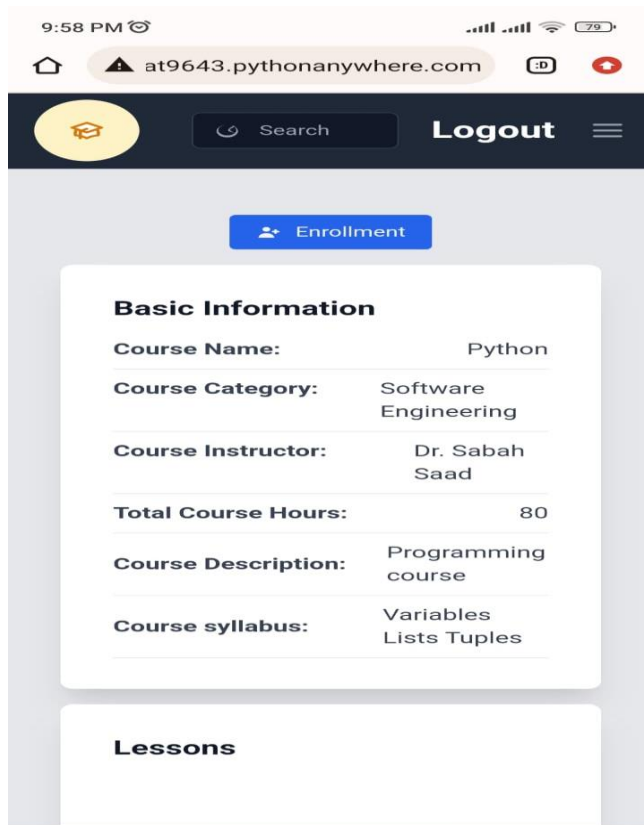 9:58 PM
79
at9643.pythonanywhere.com
:D
Search
Logout
Enrollment
Basic Information
Course Name: Python
Course Category: Software
Engineering
Course Instructor: Dr. Sabah
Saad
Total Course Hours: 80
Course Description: Programming
course
Course syllabus: Variables
Lists Tuples
Lessons